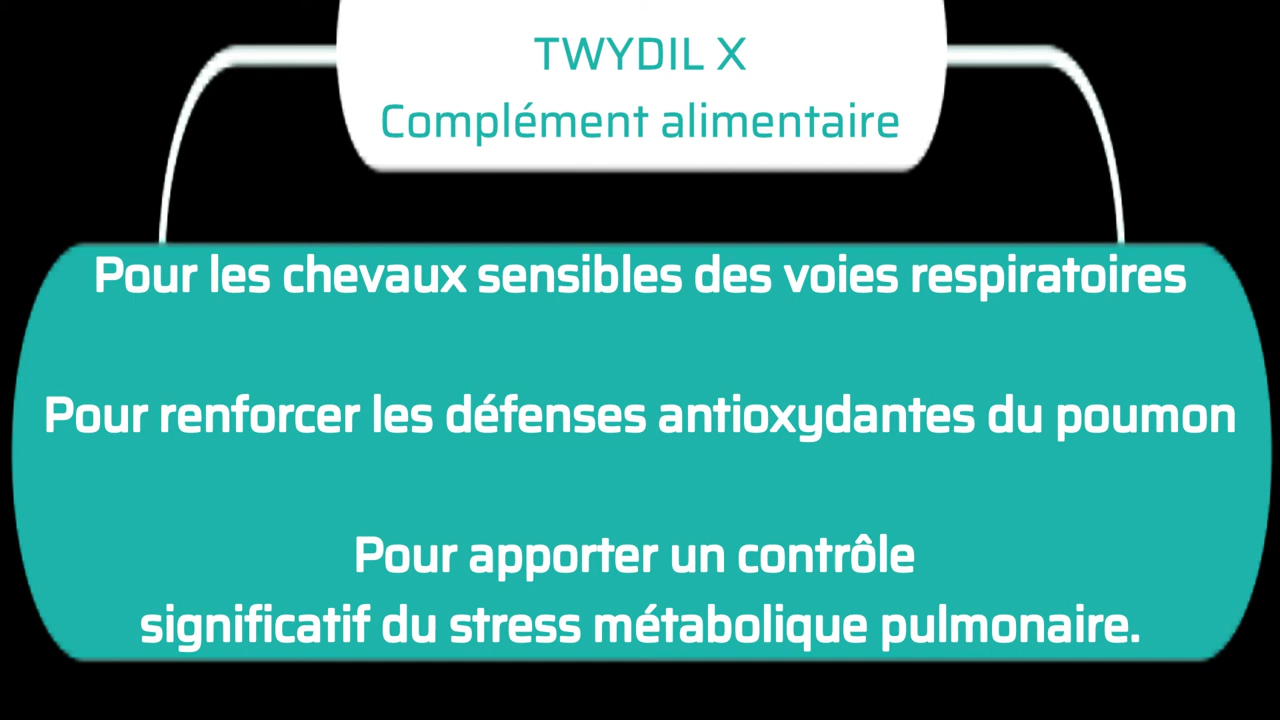 TWYDIL X
Complément alimentaire
Pour les chevaux sensibles des voies respiratoires
Pour renforcer les défenses antioxydantes du poumon
Pour apporter un contrôle
significatif du stress métabolique pulmonaire.